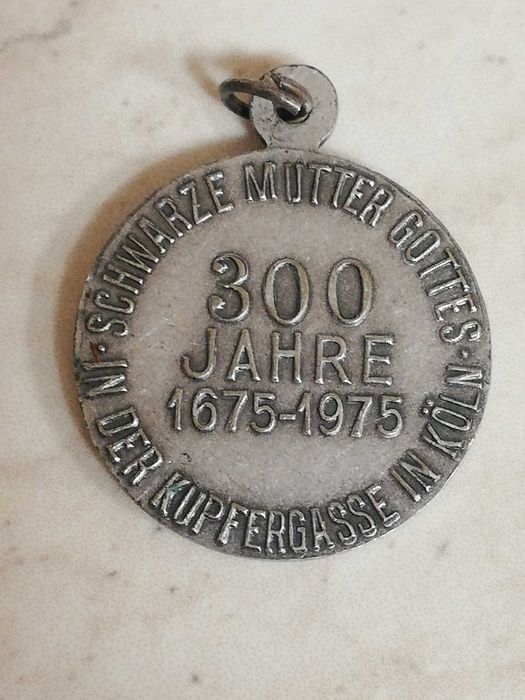 ·SCHWARZE MUTTER GOTTES·
IN DER KUPFERGASSE IN KÖLN
300
JAHRE
1675-1975